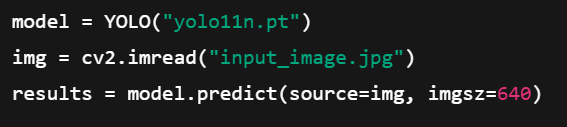 model = YOLO("yolo11n.pt")
img = cv2.imread("input_image.jpg")
results = model.predict(source=img, imgsz=640)